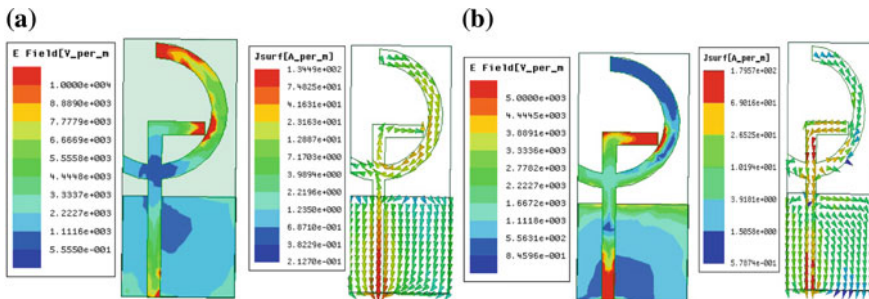 (a)
E Field[V_per_m
1.0000e+004
8.8890e+003
7.7779e+003
6.6669e+003
5.5558e+003
4.4448e+003
3.3337e+003
2.2227e+003
1.1116e+003
5.5550e-001
Jsurf[A_per_m]
1.3449e+002
7.4825e+001
4.1631e+001
2.3163e+001
1.2887e+001
7.1703e+000
3.9894e+000
2.2196e+000
1.2350e+000
6.8710e-001
3.8229e-001
2.1270e-001
(b)
E Field[V_per_m
5.0000e+003
4.4445e+003
3.8891e+003
3.3336e+003
2.7782e+003
2.2227e+003
1.6672e+003
1.1118e+003
5.5631e+002
8.4596e-001
Jsurf[A_per_m]
1.7957e+002
6.9016e+001
2.6525e+001
1.0194e+001
3.9181e+000
1.5058e+000
5.7874e-001